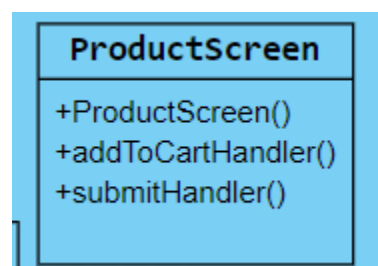 ProductScreen
+ProductScreen()
+addToCartHandler()
+submitHandler()